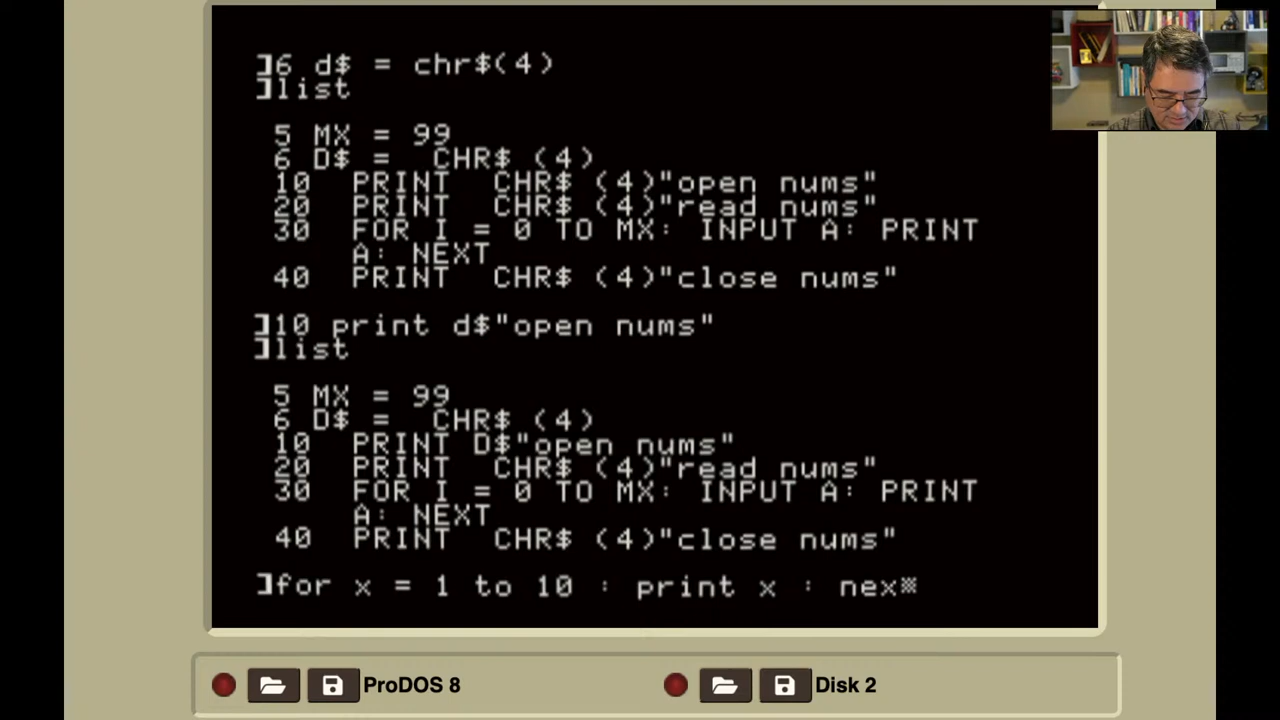 ]6 d$ = chr$(4)
]list
5 MX = 99
6 D$ =  CHR$ (4)
10  PRINT  CHR$ (4)"open nums"
20  PRINT  CHR$ (4)"read nums"
30  FOR I = 0 TO MX: INPUT A: PRINT
A: NEXT
40  PRINT  CHR$ (4)"close nums"
]10 print d$"open nums"
]list
5 MX = 99
6 D$ =  CHR$ (4)
10  PRINT D$"open nums"
20  PRINT  CHR$ (4)"read nums"
30  FOR I = 0 TO MX: INPUT A: PRINT
A: NEXT
40  PRINT  CHR$ (4)"close nums"
]for x = 1 to 10 : print x : nex
ProDOS 8
Disk 2